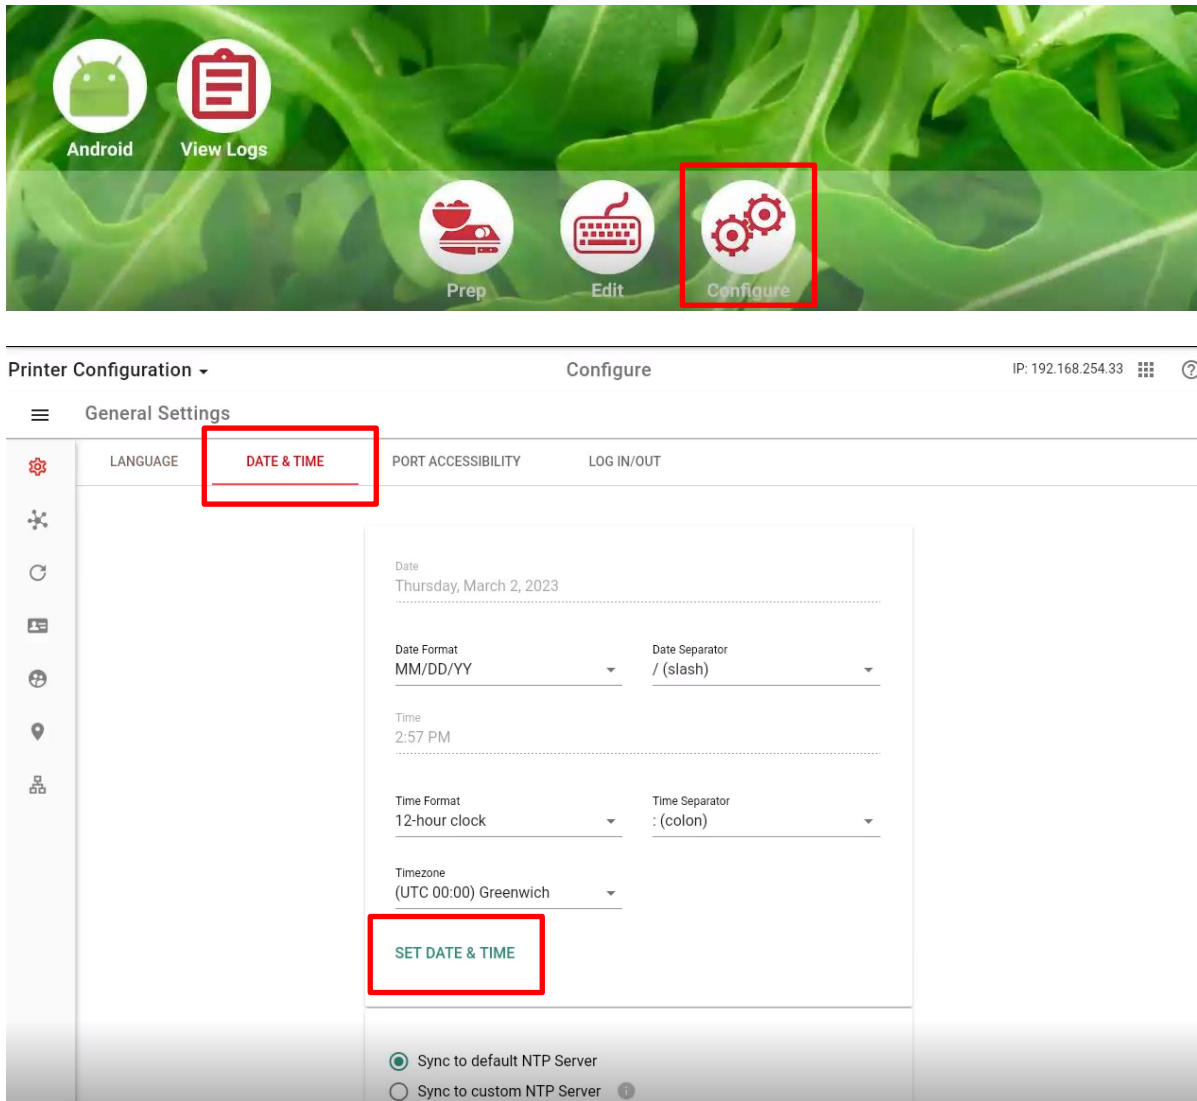 Android
View Logs
Prep
Edit
Configure
Printer Configuration
Configure
IP: 192.168.254.33
General Settings
LANGUAGE
DATE & TIME
PORT ACCESSIBILITY
LOG IN/OUT
Date
Thursday, March 2, 2023
Date Format
Date Separator
MM/DD/YY
/ (slash)
Time
2:57 PM
Time Format
Time Separator
12-hour clock
: (colon)
Timezone
(UTC 00:00) Greenwich
SET DATE & TIME
Sync to default NTP Server
Sync to custom NTP Server